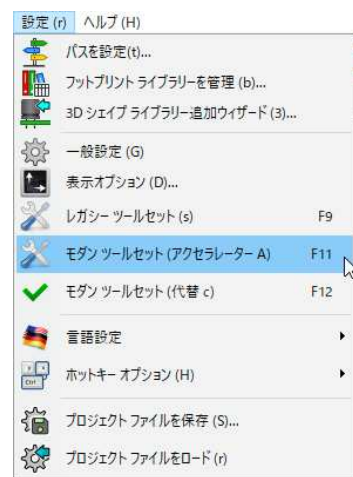 設定 (r) ヘルプ (H)
パスを設定(t)...
フットプリント ライブラリーを管理 (b)...
3D シェイプ ライブラリー追加ウィザード (3)...
一般設定 (G)
表示オプション (D)...
レガシー ツールセット (s) F9
モダン ツールセット (アクセラレーター A) F11
モダン ツールセット (代替 c) F12
言語設定
ホットキー オプション (H)
プロジェクト ファイルを保存 (S)...
プロジェクト ファイルをロード (r)